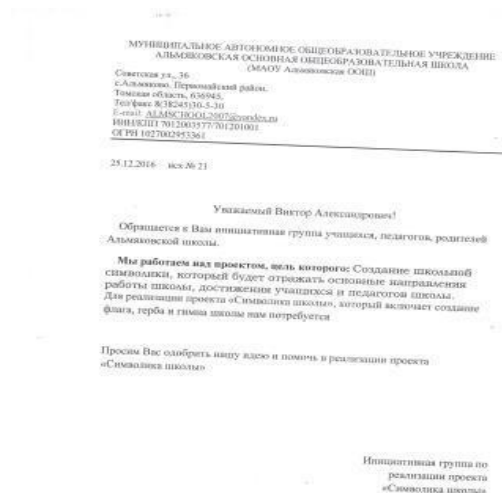 МУНИЦИПАЛЬНОЕ АВТОНОМНОЕ ОБЩЕОБРАЗОВАТЕЛЬНОЕ УЧРЕЖДЕНИЕ
АЛЬМЯКОВСКАЯ ОСНОВНАЯ ОБЩЕОБРАЗОВАТЕЛЬНАЯ ШКОЛА
(МАОУ Альмяковская ООШ)
Советская ул., 36
с.Альмяково, Первомайский район,
Томская область, 636945,
Тел/факс 8(38245)30-5-30
E-mail: ALMSCHOOL2007@yandex.ru
ИНН/КПП 7012003577/701201001
ОГРН 1027002953361
25.12.2016 исх № 21
Уважаемый Виктор Александрович!
Обращается к Вам инициативная группа учащихся, педагогов, родителей
Альмяковской школы.
Мы работаем над проектом, цель которого: Создание школьной
символики, который будет отражать основные направления
работы школы, достижения учащихся и педагогов школы.
Для реализации проекта «Символика школы», который включает создание
флага, герба и гимна школы нам потребуется
Просим Вас одобрить нашу идею и помочь в реализации проекта
«Символика школы»
Инициативная группа по
реализации проекта
«Символика школы»